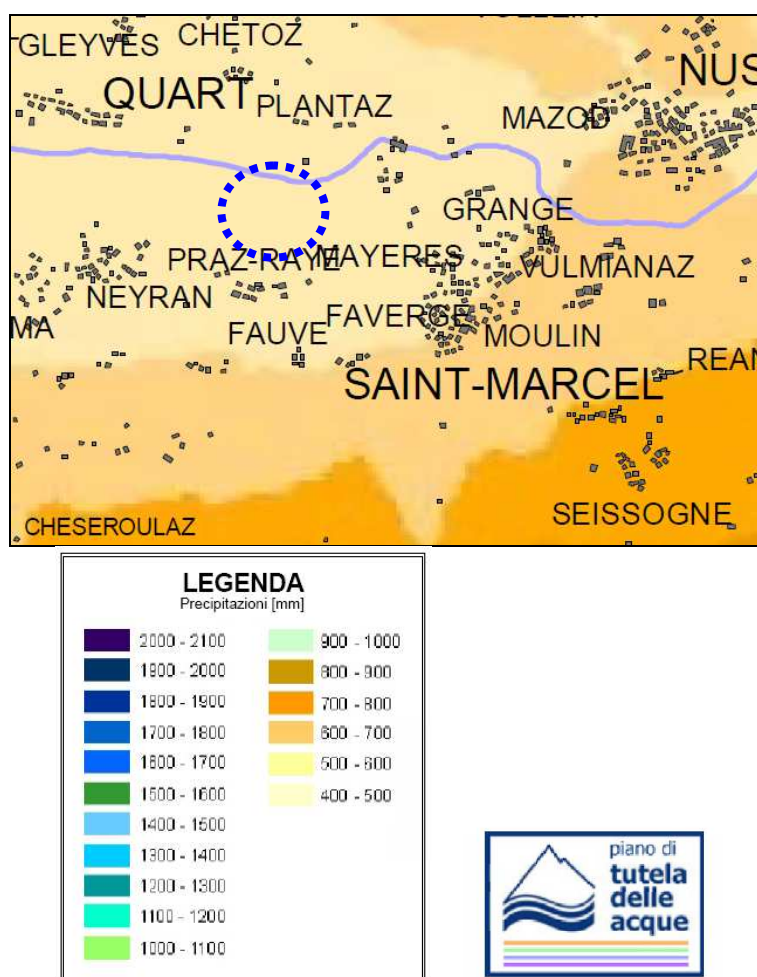 GLEYVES
CHETOZ
NUS
QUART
PLANTAZ
MAZOD
GRANGE
PRAZ-RAYE
MAYERES
VULMIANAZ
NEYRAN
MA
FAUVE
FAVERGE
MOULIN
REAN
SAINT-MARCEL
SEISSOGNE
CHESEROULAZ
LEGENDA
Precipitazioni [mm]
2000 - 2100
1900 - 2000
1800 - 1900
1700 - 1800
1600 - 1700
1500 - 1600
1400 - 1500
1300 - 1400
1200 - 1300
1100 - 1200
1000 - 1100
900 - 1000
800 - 900
700 - 800
600 - 700
500 - 600
400 - 500
piano di
tutela
delle
acque